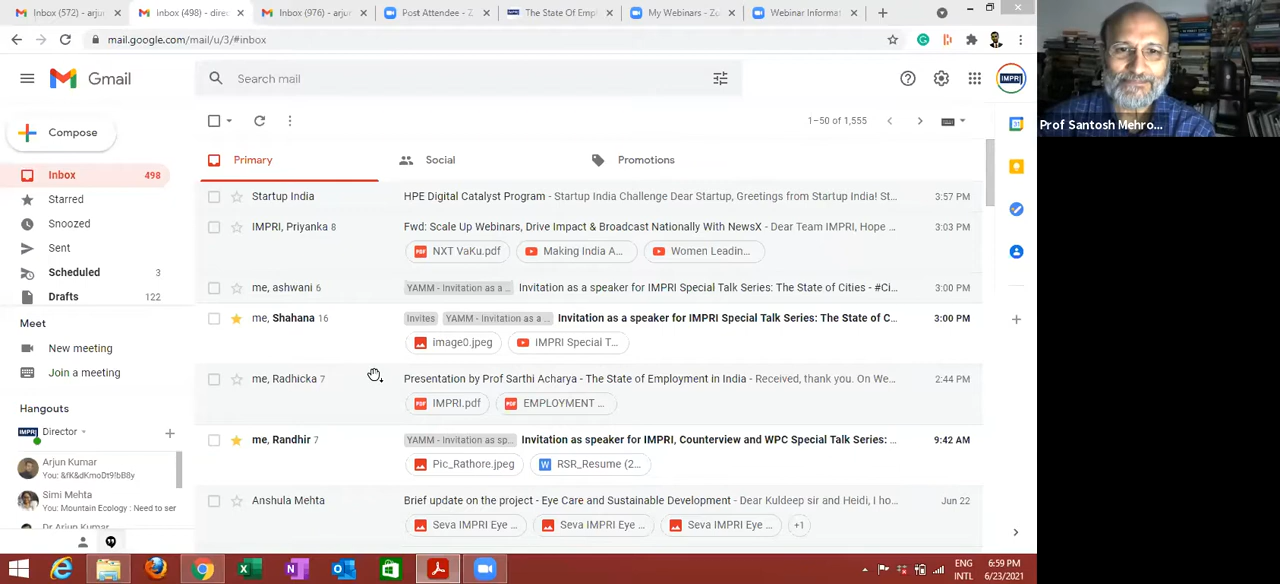 Inbox (572) - arju
Inbox (498) - direc
Inbox (976) - arjun
Post Attendee - Z
The State Of Empl
My Webinars - Zo
Webinar Informat
mail.google.com/mail/u/3/#inbox
Gmail
Search mail
IMPRI
Prof Santosh Mehro...
Compose
1–50 of 1,555
Inbox 498
Primary
Social
Promotions
Starred
Startup India HPE Digital Catalyst Program - Startup India Challenge Dear Startup, Greetings from Startup India! St... 3:57 PM
Snoozed
IMPRI, Priyanka 8 Fwd: Scale Up Webinars, Drive Impact & Broadcast Nationally With NewsX - Dear Team IMPRI, Hope ... 3:03 PM
Sent
PDF NXT VaKu.pdf
Making India A...
Women Leadin...
Scheduled 3
Drafts 122
me, ashwani 6 YAMM - Invitation as a ... Invitation as a speaker for IMPRI Special Talk Series: The State of Cities - #Ci... 3:00 PM
Meet
me, Shahana 16 Invites YAMM - Invitation as a ... Invitation as a speaker for IMPRI Special Talk Series: The State of C... 3:00 PM
New meeting
image0.jpeg
IMPRI Special T...
Join a meeting
me, Radhicka 7 Presentation by Prof Sarthi Acharya - The State of Employment in India - Received, thank you. On We... 2:44 PM
Hangouts
PDF IMPRI.pdf
PDF EMPLOYMENT ...
IMPRI Director
me, Randhir 7 YAMM - Invitation as sp... Invitation as speaker for IMPRI, Counterview and WPC Special Talk Series: ... 9:42 AM
Arjun Kumar
Pic_Rathore.jpeg
W RSR_Resume (2...
Simi Mehta
You: Mountain Ecology : Need to ser
Anshula Mehta Brief update on the project - Eye Care and Sustainable Development - Dear Kuldeep sir and Heidi, I ho... Jun 22
Dr Arjun Kumar
Seva IMPRI Eye ...
Seva IMPRI Eye ...
Seva IMPRI Eye ...
+1
ENG
INTL
6:59 PM
6/23/2021